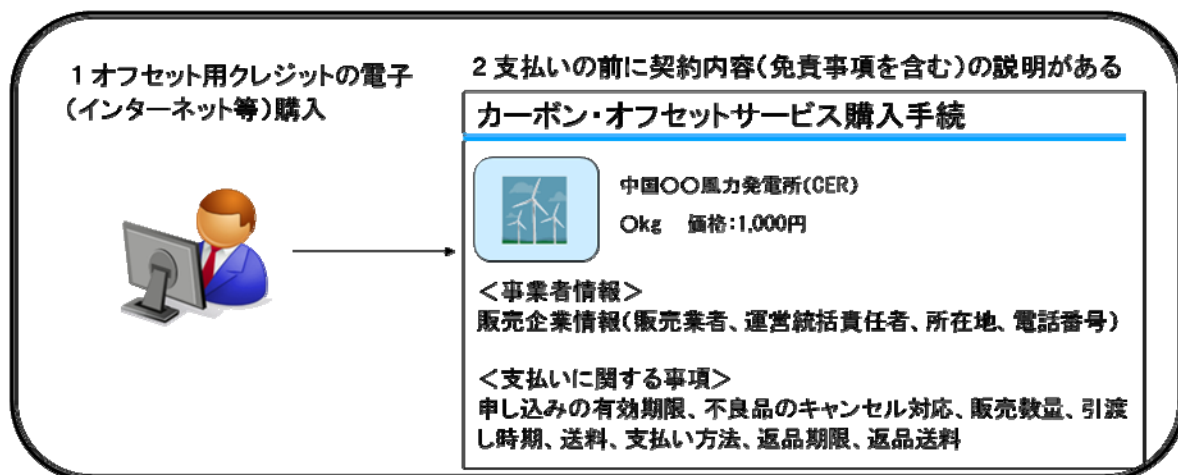 1 オフセット用クレジットの電子
(インターネット等)購入
2 支払いの前に契約内容(免責事項を含む)の説明がある
カーボン・オフセットサービス購入手続
中国〇〇風力発電所(CER)
〇kg 価格:1,000円
<事業者情報>
販売企業情報(販売業者、運営統括責任者、所在地、電話番号)
<支払いに関する事項>
申し込みの有効期限、不良品のキャンセル対応、販売数量、引渡
し時期、送料、支払い方法、返品期限、返品送料